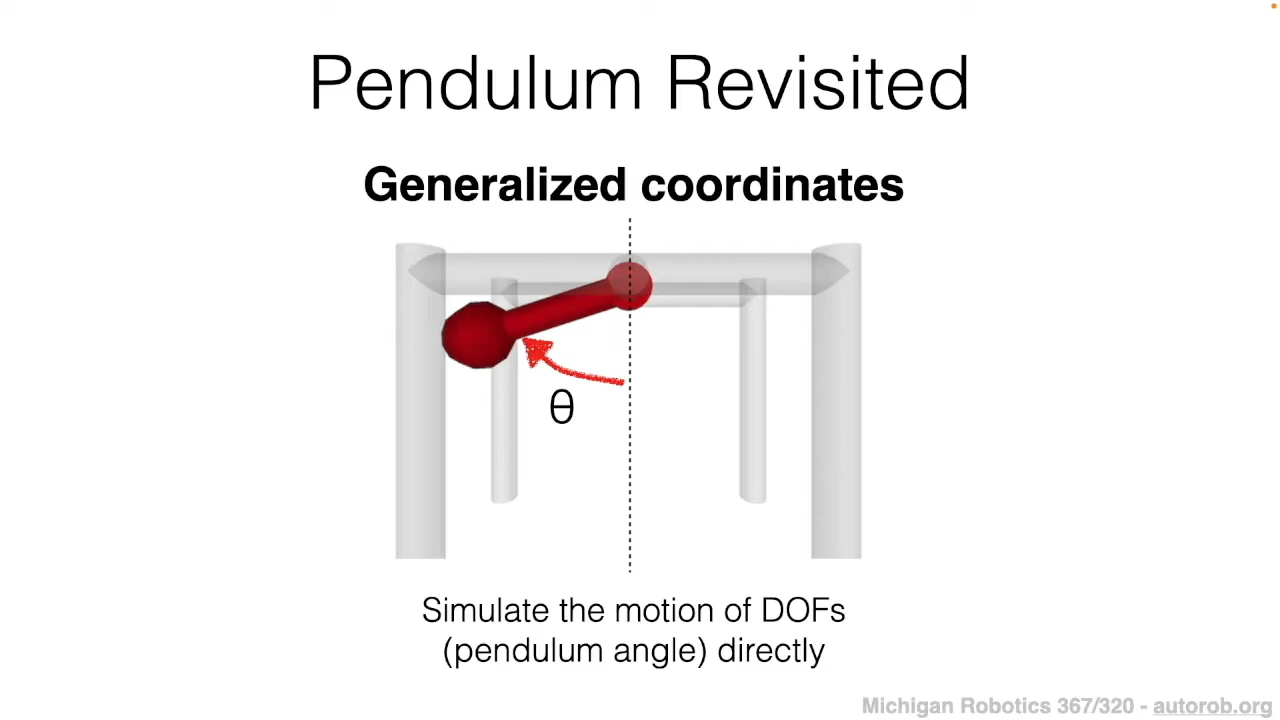 Pendulum Revisited
Generalized coordinates
θ
Simulate the motion of DOFs
(pendulum angle) directly
Michigan Robotics 367/320 - autorob.org